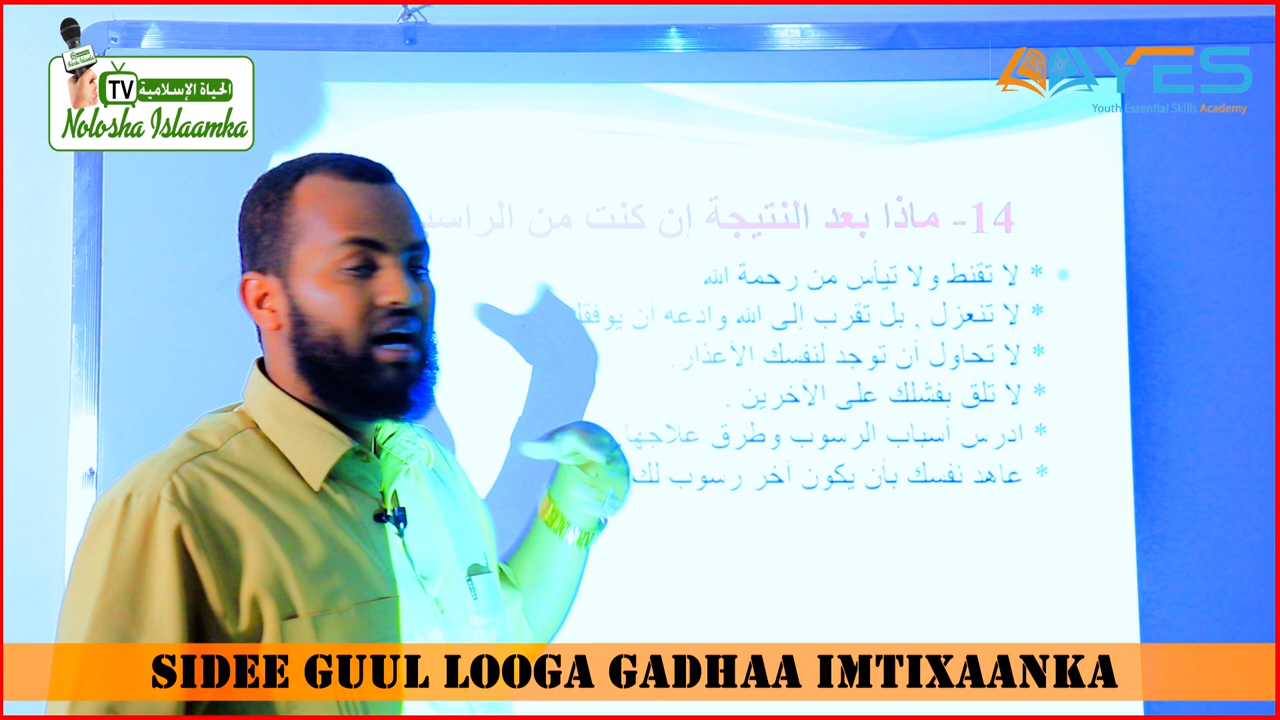 TV الحياة الإسلامية
Nolosha Islaamka
AYES
Youth Essential Skills Academy
14- ماذا بعد النتيجة إن كنت من
* لا تقنط ولا تيأس من رحمة الله
* لا تنعزل , بل تقرب إلى الله وادعه أن
* لا تحاول أن توجد لنفسك الأعذار .
* لا تلق بفشلك على الآخرين .
* ادرس أسباب الرسوب وطرق علاجها
* عاهد نفسك بأن يكون آخر رسوب لك
SIDEE GUUL LOOGA GADHAA IMTIXAANKA